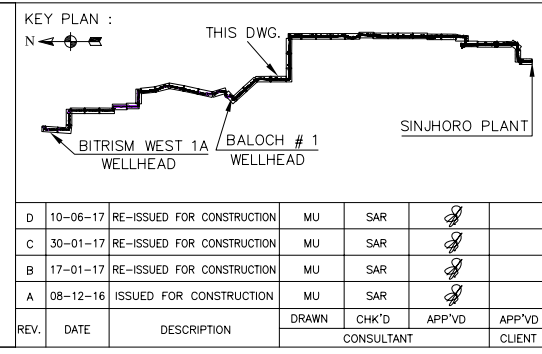 KEY PLAN :
N
THIS DWG.
BITRISM WEST 1A
WELLHEAD
BALOCH # 1
WELLHEAD
SINJHORO PLANT
D 10-06-17 RE-ISSUED FOR CONSTRUCTION MU SAR
C 30-01-17 RE-ISSUED FOR CONSTRUCTION MU SAR
B 17-01-17 RE-ISSUED FOR CONSTRUCTION MU SAR
A 08-12-16 ISSUED FOR CONSTRUCTION MU SAR
REV. DATE DESCRIPTION DRAWN CHK'D APP'VD APP'VD
CONSULTANT CLIENT